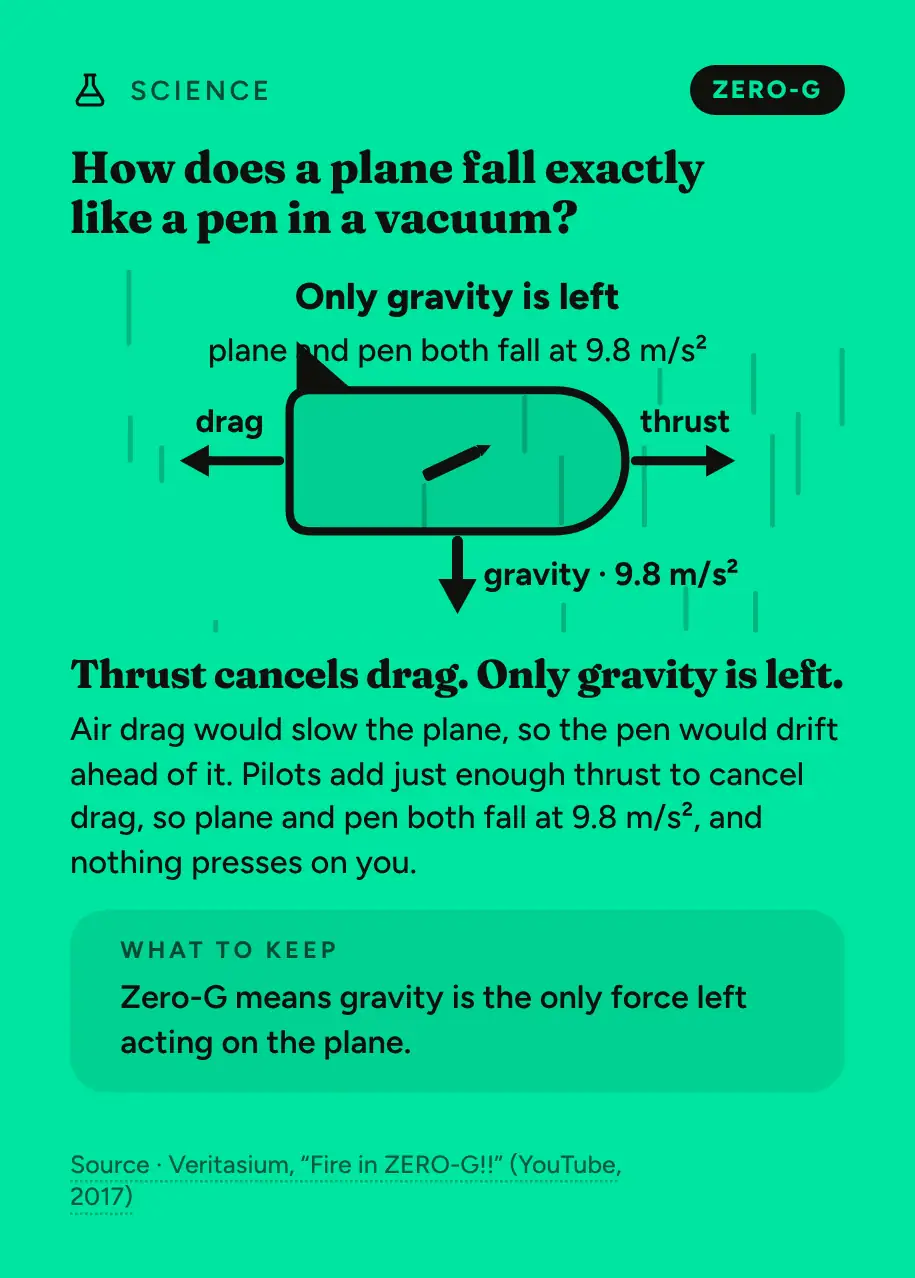 SCIENCE
ZERO-G
How does a plane fall exactly
like a pen in a vacuum?
Only gravity is left
plane and pen both fall at 9.8 m/s²
drag
thrust
gravity · 9.8 m/s²
Thrust cancels drag. Only gravity is left.
Air drag would slow the plane, so the pen would drift
ahead of it. Pilots add just enough thrust to cancel
drag, so plane and pen both fall at 9.8 m/s², and
nothing presses on you.
WHAT TO KEEP
Zero-G means gravity is the only force left
acting on the plane.
Source · Veritasium, “Fire in ZERO-G!!” (YouTube,
2017)